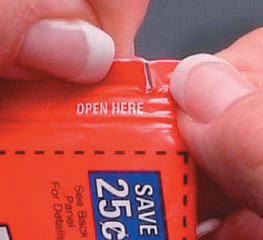 OPEN HERE
See Back
Panel
For Details
SAVE
25¢